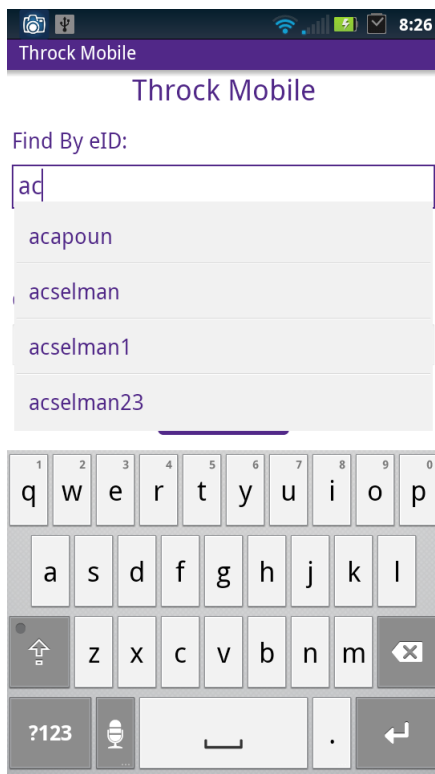 8:26
Throck Mobile
Throck Mobile
Find By eID:
ac
acapoun
acselman
acselman1
acselman23
1 2 3 4 5 6 7 8 9 0
q w e r t y u i o p
a s d f g h j k l
z x c v b n m
?123 .